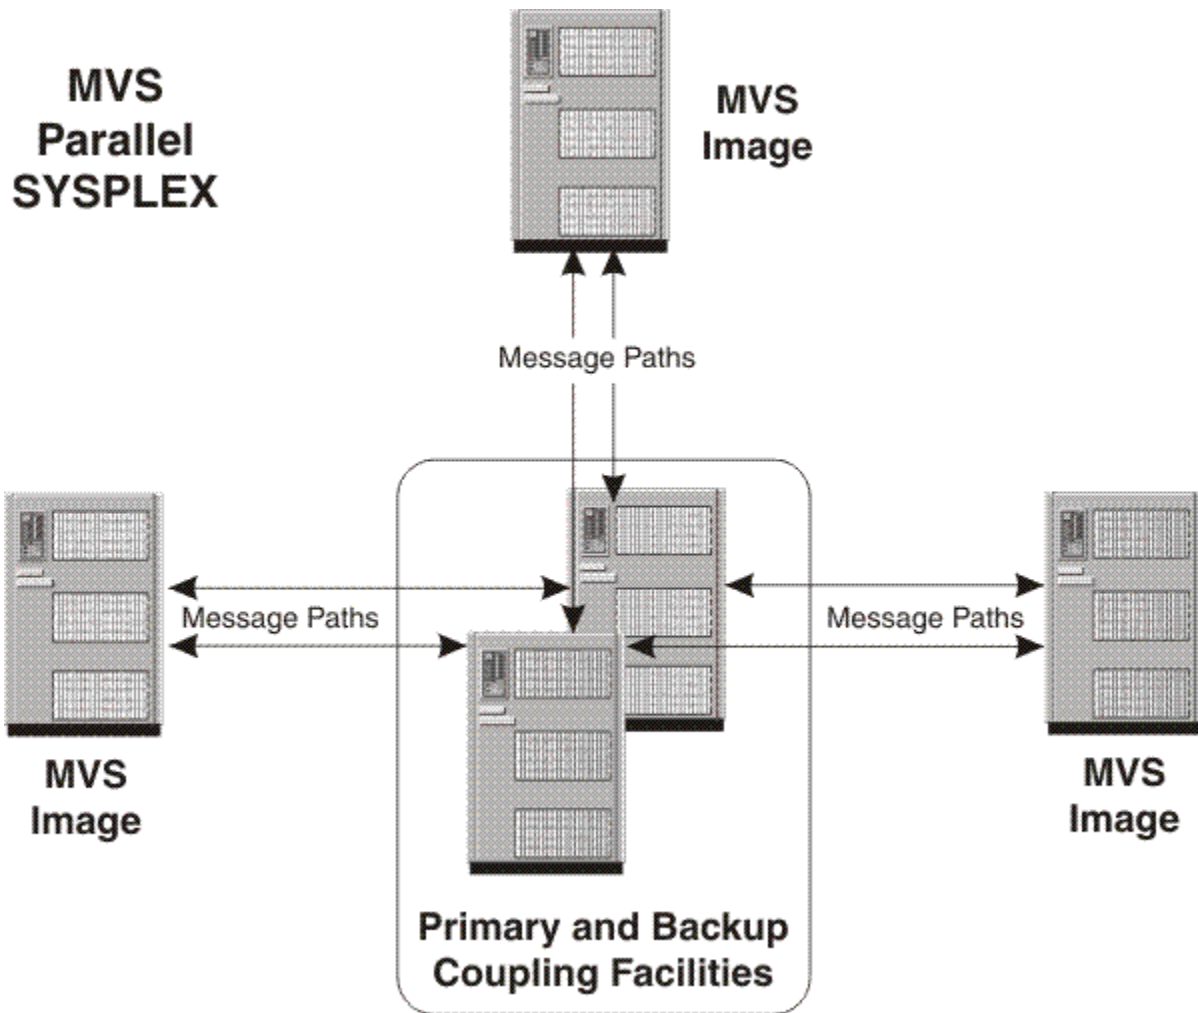 MVS
Parallel
SYSPLEX
MVS
Image
Message Paths
Message Paths
Message Paths
MVS
Image
MVS
Image
Primary and Backup
Coupling Facilities